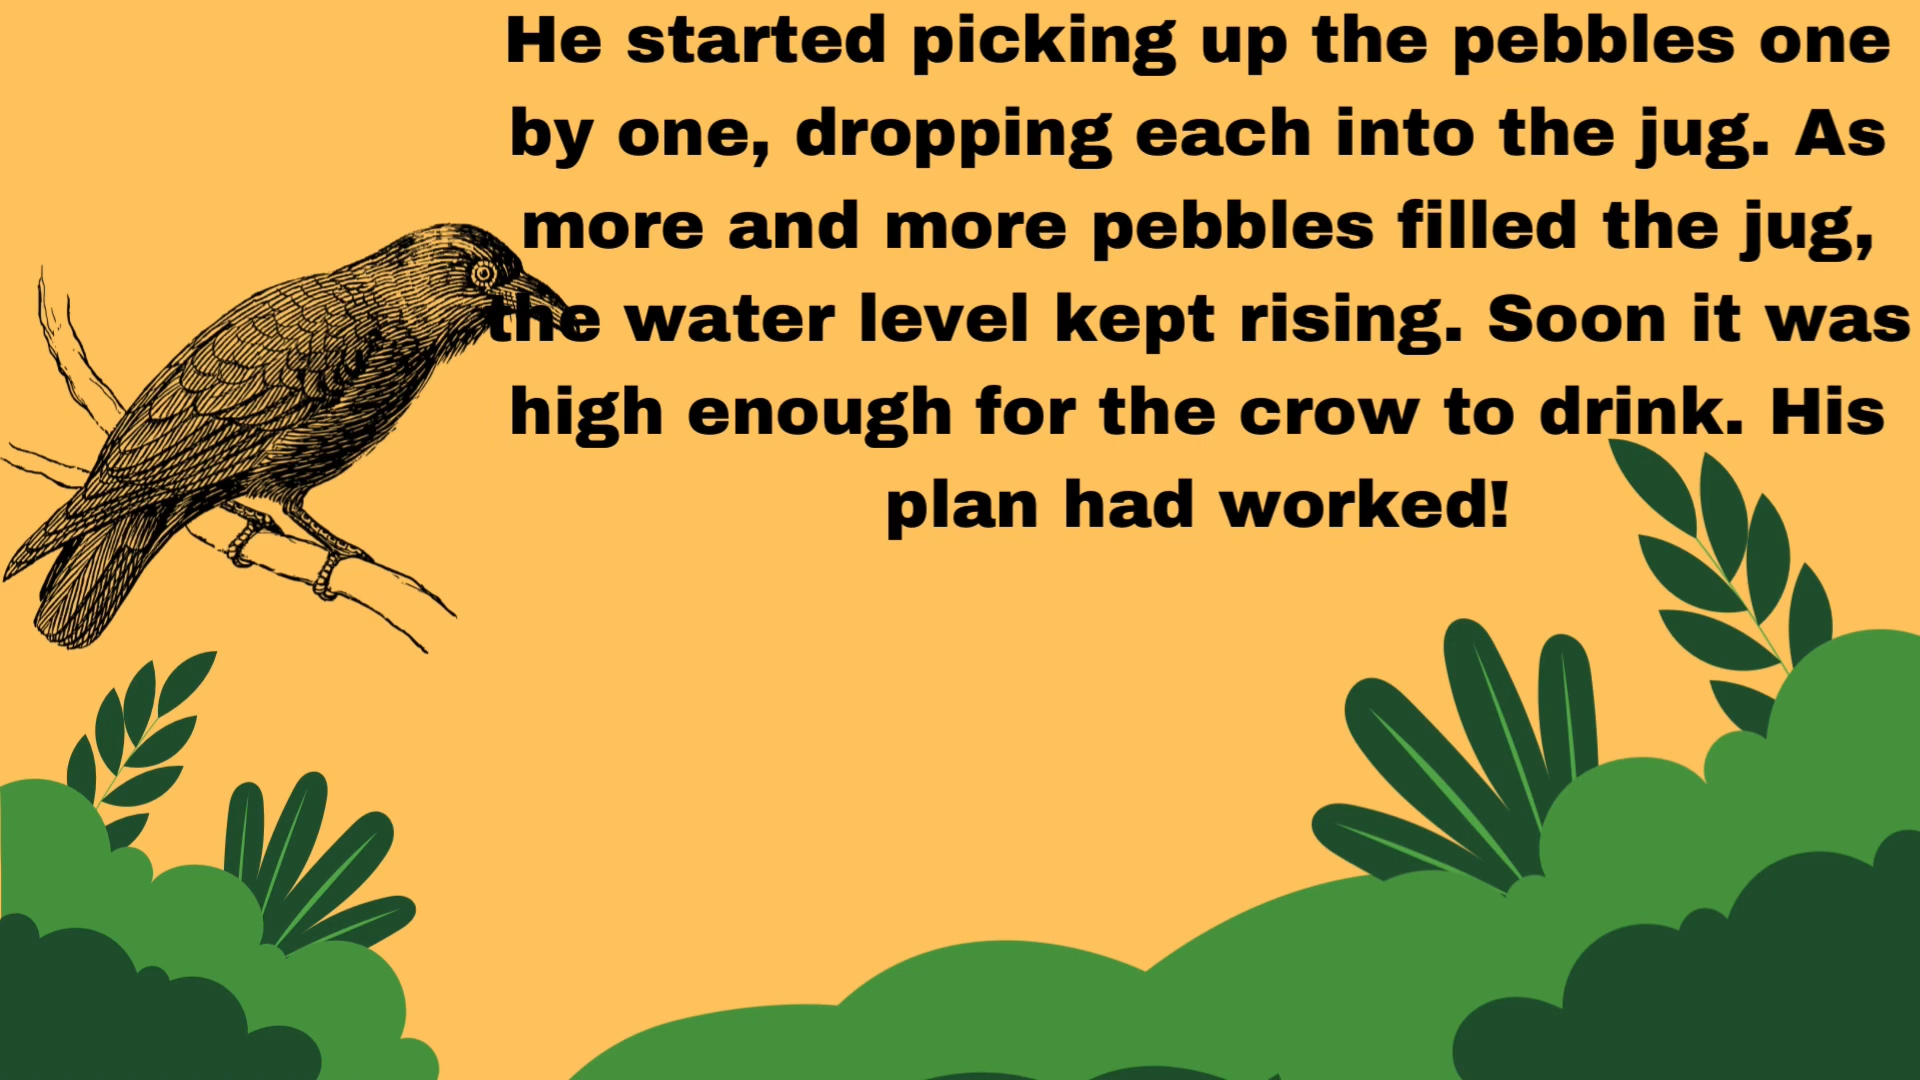 He started picking up the pebbles one
by one, dropping each into the jug. As
more and more pebbles filled the jug,
the water level kept rising. Soon it was
high enough for the crow to drink. His
plan had worked!